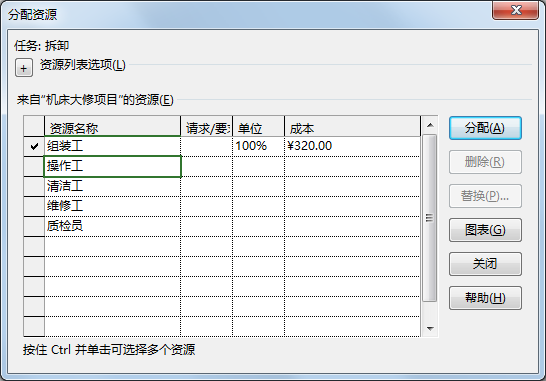 分配资源
任务: 拆卸
+ 资源列表选项(L)
来自“机床大修项目”的资源(E)
资源名称 请求/要求 单位 成本
组装工 100% ¥320.00
操作工
清洁工
维修工
质检员
分配(A)
删除(R)
替换(P)...
图表(G)
关闭
帮助(H)
按住 Ctrl 并单击可选择多个资源